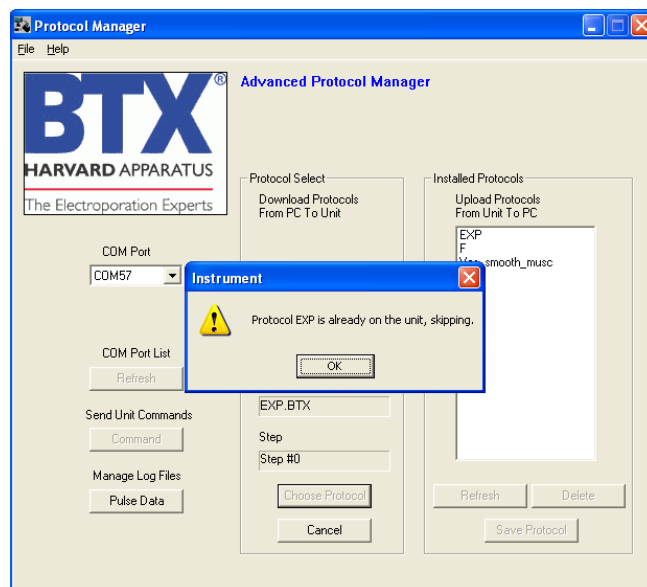 Protocol Manager
File Help
BTX®
HARVARD APPARATUS
The Electroporation Experts
Advanced Protocol Manager
COM Port
COM57
COM Port List
Refresh
Send Unit Commands
Command
Manage Log Files
Pulse Data
Protocol Select
Download Protocols
From PC To Unit
EXP.BTX
Step
Step #0
Choose Protocol
Cancel
Installed Protocols
Upload Protocols
From Unit To PC
EXP
F
smooth_musc
Refresh Delete
Save Protocol
Instrument
Protocol EXP is already on the unit, skipping.
OK